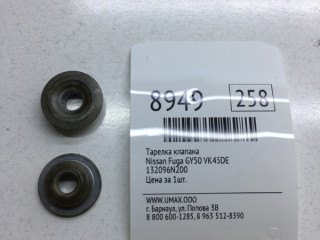 8949 258
Тарелка клапана
Nissan Fuga GY50 VK45DE
132096N200
Цена за 1шт.
WWW.UMAX.OOO
г. Барнаул, ул. Попова 3В
8 800 600-1285, 8 963 512-8390